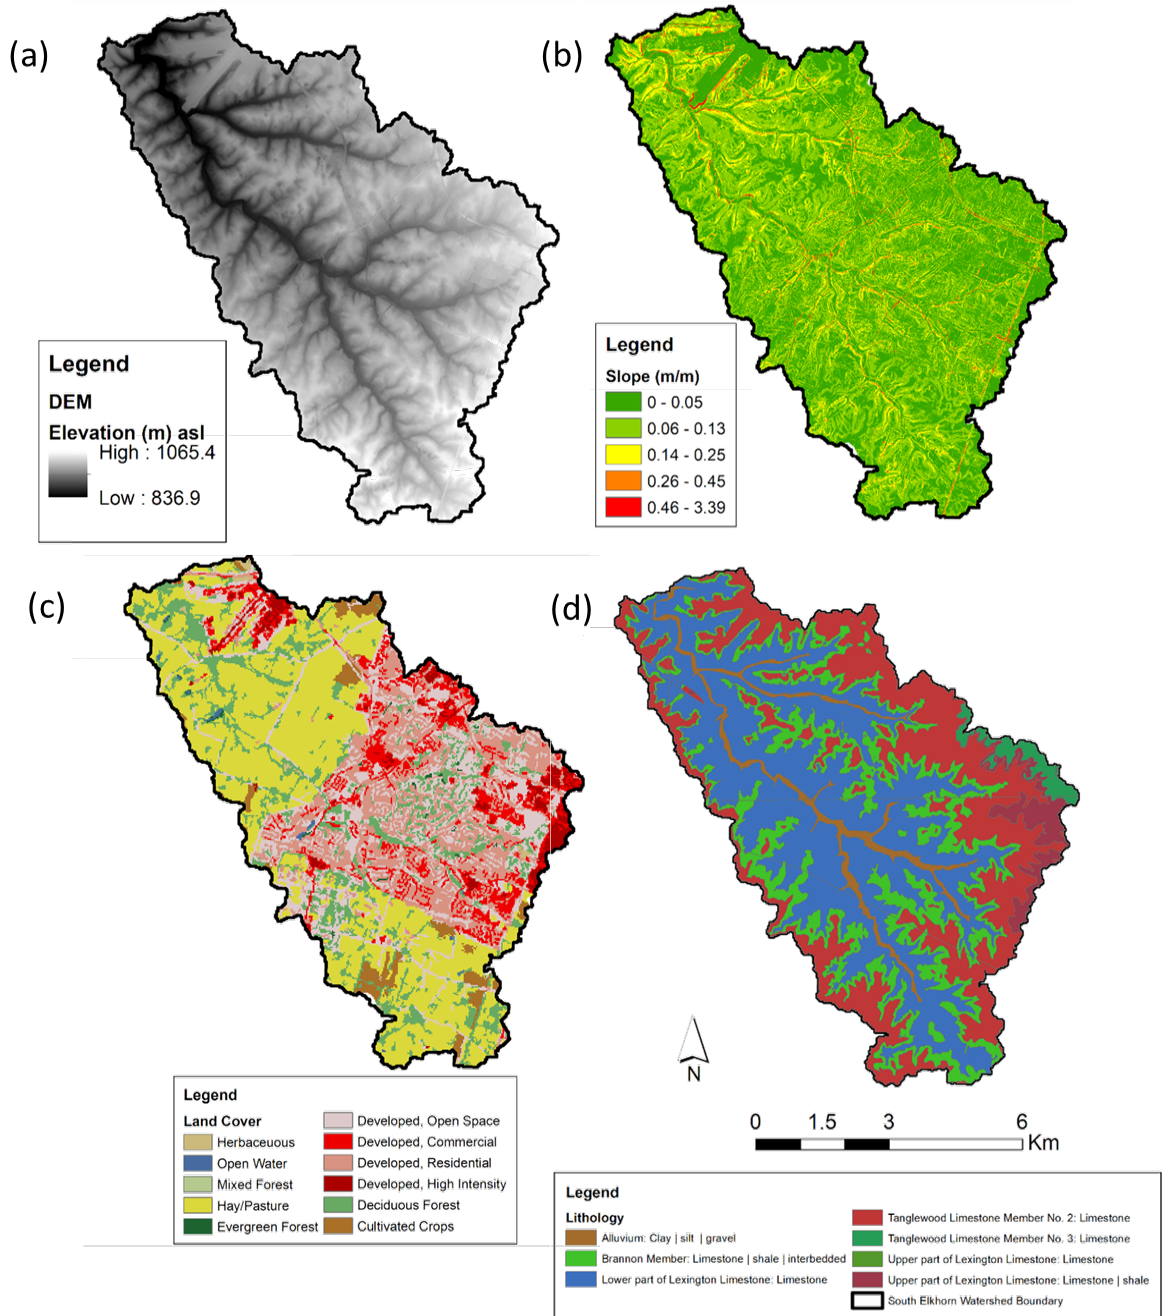 (a)
Legend
DEM
Elevation (m) asl
High : 1065.4
Low : 836.9
(b)
Legend
Slope (m/m)
0 - 0.05
0.06 - 0.13
0.14 - 0.25
0.26 - 0.45
0.46 - 3.39
(c)
Legend
Land Cover
Herbaceuous
Open Water
Mixed Forest
Hay/Pasture
Evergreen Forest
Developed, Open Space
Developed, Commercial
Developed, Residential
Developed, High Intensity
Deciduous Forest
Cultivated Crops
(d)
N
0 1.5 3 6
Km
Legend
Lithology
Alluvium: Clay | silt | gravel
Brannon Member: Limestone | shale | interbedded
Lower part of Lexington Limestone: Limestone
Tanglewood Limestone Member No. 2: Limestone
Tanglewood Limestone Member No. 3: Limestone
Upper part of Lexington Limestone: Limestone
Upper part of Lexington Limestone: Limestone | shale
South Elkhorn Watershed Boundary